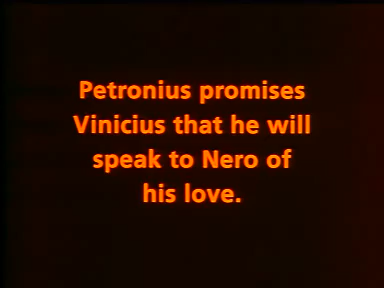 Petronius promises
Vinicius that he will
speak to Nero of
his love.